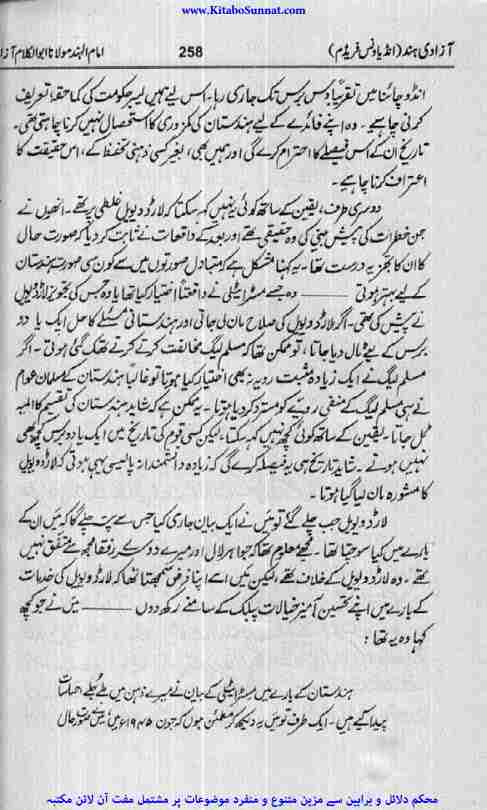 www.KitaboSunnat.com
آزادی ہند (انڈیا ونس فریڈم) 258 امام الہند مولانا ابوالکلام آزا
انڈو چائنا میں تقریباً دس برس تک جاری رہا۔ اس لیے ہمیں لیبر حکومت کی کما حقہٗ تعریف
کرنی چاہیے۔ وہ اپنے فائدے کے لیے ہندستان کی کمزوری کا استحصال نہیں کرنا چاہتی تھی۔
تاریخ ان کے اس فیصلے کا احترام کرے گی اور ہمیں بھی، بغیر کسی ذہنی تحفظ کے، اس حقیقت کا
اعتراف کرنا چاہیے۔
دوسری طرف، یقین کے ساتھ کوئی یہ نہیں کہہ سکتا کہ لارڈ ویول غلطی پر تھے۔ انھوں نے
جن خطرات کی پیش بینی کی وہ حقیقی تھے اور بعد کے واقعات نے ثابت کر دیا کہ صورتِ حال
کا ان کا تجزیہ درست تھا۔ یہ کہنا مشکل ہے کہ متبادل صورتوں میں سے کون سی صورت ہندستان
کے لیے بہتر ہوتی ——— وہ جسے مسٹر ایٹلی نے واقعتاً اختیار کیا تھا یا وہ جس کی تجویز لارڈ ویول
نے پیش کی تھی۔ اگر لارڈ ویول کی صلاح مان لی جاتی اور ہندستانی مسئلے کا حل ایک یا دو
برس کے لیے ٹال دیا جاتا، تو ممکن تھا کہ مسلم لیگ مخالفت کرتے کرتے تھک گئی ہوتی۔ اگر
مسلم لیگ نے ایک زیادہ مثبت رویہ نہ بھی اختیار کیا ہوتا تو غالباً ہندستان کے مسلمان عوام
نے ہی مسلم لیگ کے منفی رویے کو مسترد کر دیا ہوتا۔ یہ ممکن ہے کہ شاید ہندستان کی تقسیم کا المیہ
ٹل جاتا۔ یقین کے ساتھ کوئی کچھ نہیں کہہ سکتا، لیکن کسی قوم کی تاریخ میں ایک یا دو برس کچھ بھی
نہیں ہوتے۔ شاید تاریخ ہی یہ فیصلہ کرے گی کہ زیادہ دانشمندانہ پالیسی یہی ہوتی کہ لارڈ ویول
کا مشورہ مان لیا گیا ہوتا۔
لارڈ ویول جب چلے گئے تو میں نے ایک بیان جاری کیا جس سے پتہ چلے گا کہ میں ان کے
بارے میں کیا سوچتا تھا۔ مجھے معلوم تھا کہ جواہر لال اور میرے دوسرے رفقا مجھ سے متفق نہیں
تھے۔ وہ لارڈ ویول کے خلاف تھے، لیکن میں اسے اپنا فرض سمجھتا تھا کہ لارڈ ویول کی خدمات
کے بارے میں اپنے تحسین آمیز خیالات پبلک کے سامنے رکھ دوں ——— میں نے جو کچھ
کہا وہ یہ تھا:
ہندستان کے بارے میں مسٹر ایٹلی کے بیان نے میرے ذہن میں ملے جلے احساسات
پیدا کیے ہیں۔ ایک طرف تو میں یہ دیکھ کر مطمئن ہوں کہ جون ۱۹۴۵ء میں صورتِ حال
محکم دلائل و براہین سے مزین متنوع و منفرد موضوعات پر مشتمل مفت آن لائن مکتبہ